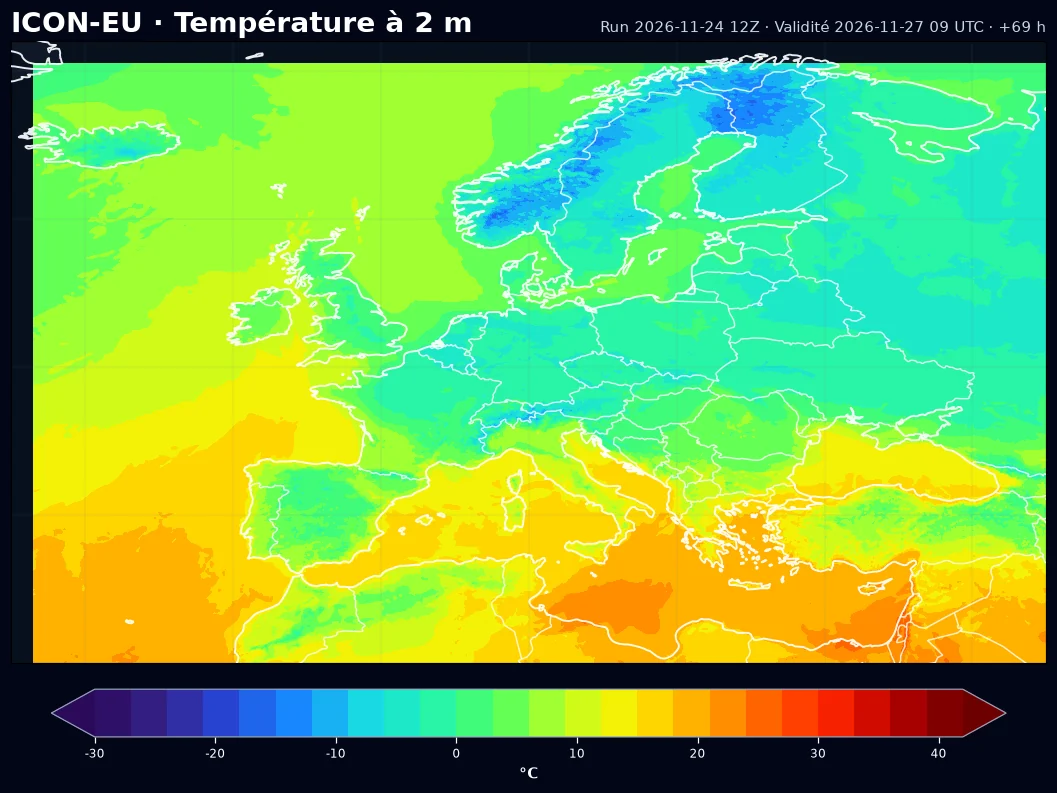 ICON-EU · Température à 2 m
Run 2026-11-24 12Z · Validité 2026-11-27 09 UTC · +69 h
-30 -20 -10 0 10 20 30 40
°C